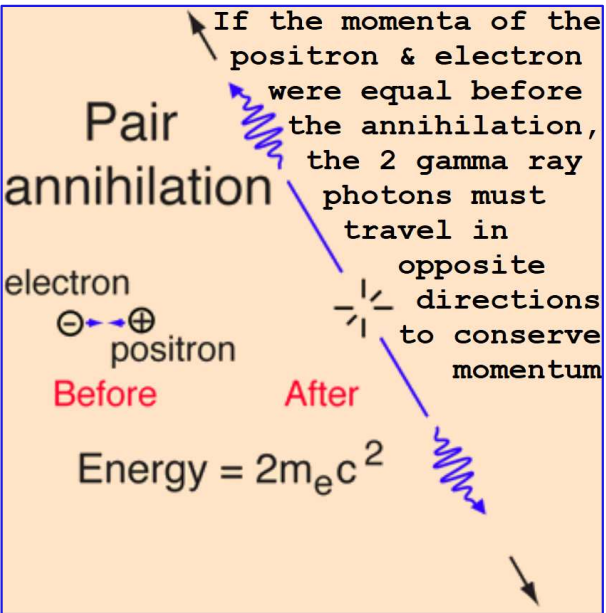 If the momenta of the
positron & electron
were equal before
the annihilation,
the 2 gamma ray
photons must
travel in
opposite
directions
to conserve
momentum
Pair
annihilation
electron
⊖ ⊕
positron
Before After
Energy = 2mₑc²